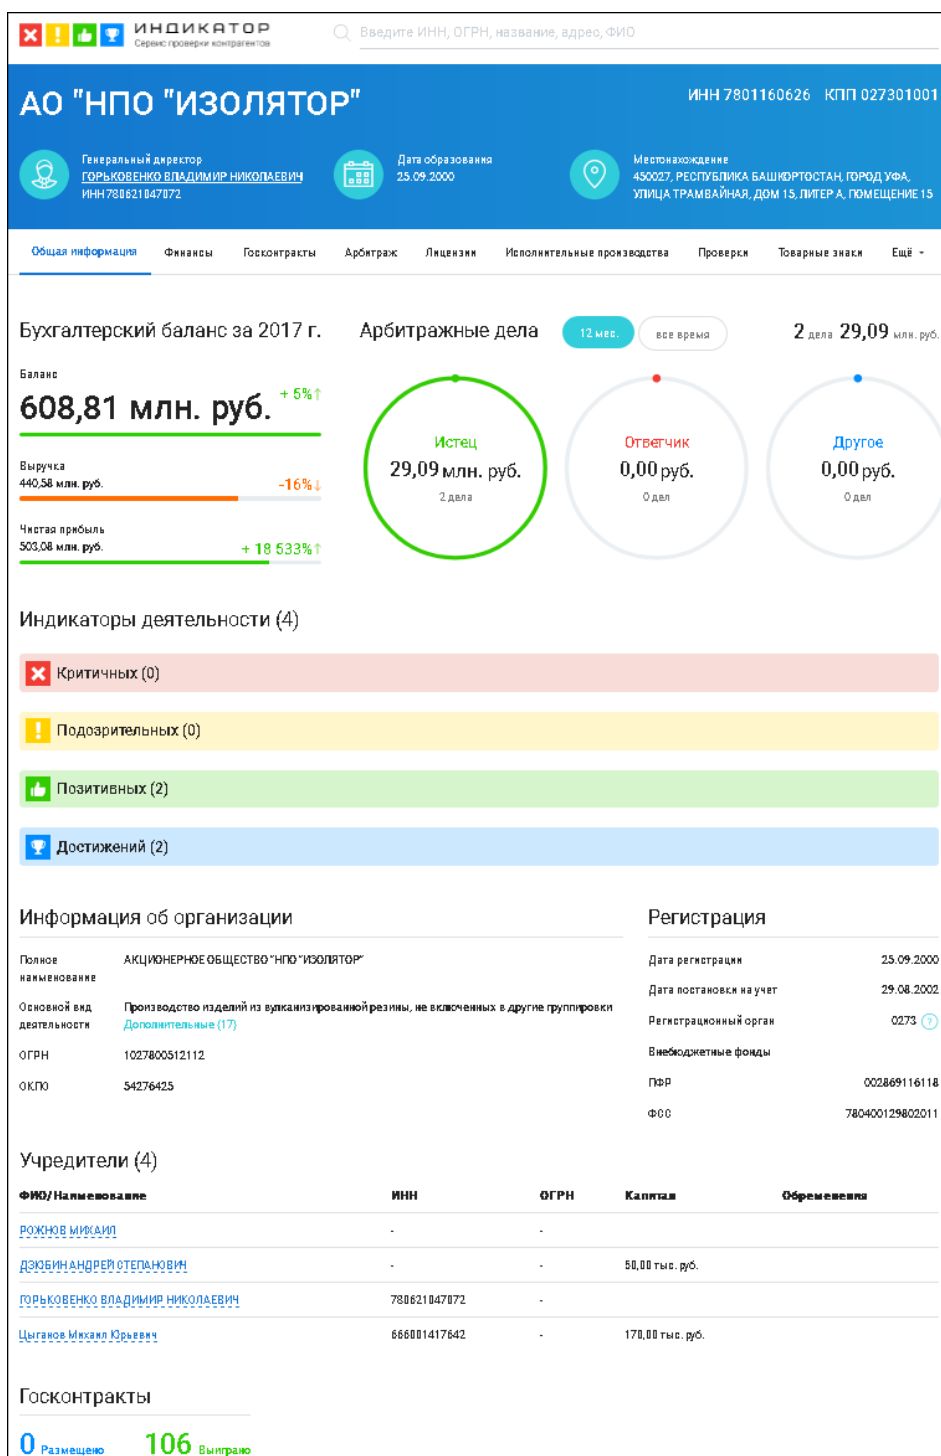 ИНДИКАТОР
Сервис проверки контрагентов
Введите ИНН, ОГРН, название, адрес, ФИО
АО "НПО "ИЗОЛЯТОР"
ИНН 7801160626 КПП 027301001
Генеральный директор
ГОРЬКОВЕНКО ВЛАДИМИР НИКОЛАЕВИЧ
ИНН 780621047072
Дата образования
25.09.2000
Местонахождение
450027, РЕСПУБЛИКА БАШКОРТОСТАН, ГОРОД УФА,
УЛИЦА ТРАМВАЙНАЯ, ДОМ 15, ЛИТЕР А, ПОМЕЩЕНИЕ 15
Общая информация Финансы Госконтракты Арбитраж Лицензии Исполнительные производства Проверки Товарные знаки Ещё
Бухгалтерский баланс за 2017 г.
Баланс
608,81 млн. руб. + 5%↑
Выручка
440,58 млн. руб. -16%↓
Чистая прибыль
503,08 млн. руб. + 18 533%↑
Арбитражные дела 12 мес. все время 2 дела 29,09 млн. руб.
Истец
29,09 млн. руб.
2 дела
Ответчик
0,00 руб.
0 дел
Другое
0,00 руб.
0 дел
Индикаторы деятельности (4)
Критичных (0)
Подозрительных (0)
Позитивных (2)
Достижений (2)
Информация об организации
Полное наименование АКЦИОНЕРНОЕ ОБЩЕСТВО "НПО "ИЗОЛЯТОР"
Основной вид деятельности Производство изделий из вулканизированной резины, не включенных в другие группировки
Дополнительные (17)
ОГРН 1027800512112
ОКПО 54276425
Регистрация
Дата регистрации 25.09.2000
Дата постановки на учет 29.08.2002
Регистрационный орган 0273 ?
Внебюджетные фонды
ПФР 002869116118
ФСС 780400129802011
Учредители (4)
ФИО/Наименование ИНН ОГРН Капитал Обременения
РОЖНОВ МИХАИЛ - -
ДЗЮБИН АНДРЕЙ СТЕПАНОВИЧ - - 50,00 тыс. руб.
ГОРЬКОВЕНКО ВЛАДИМИР НИКОЛАЕВИЧ 780621047072 -
Цыганов Михаил Юрьевич 666001417642 - 170,00 тыс. руб.
Госконтракты
0 Размещено 106 Выиграно